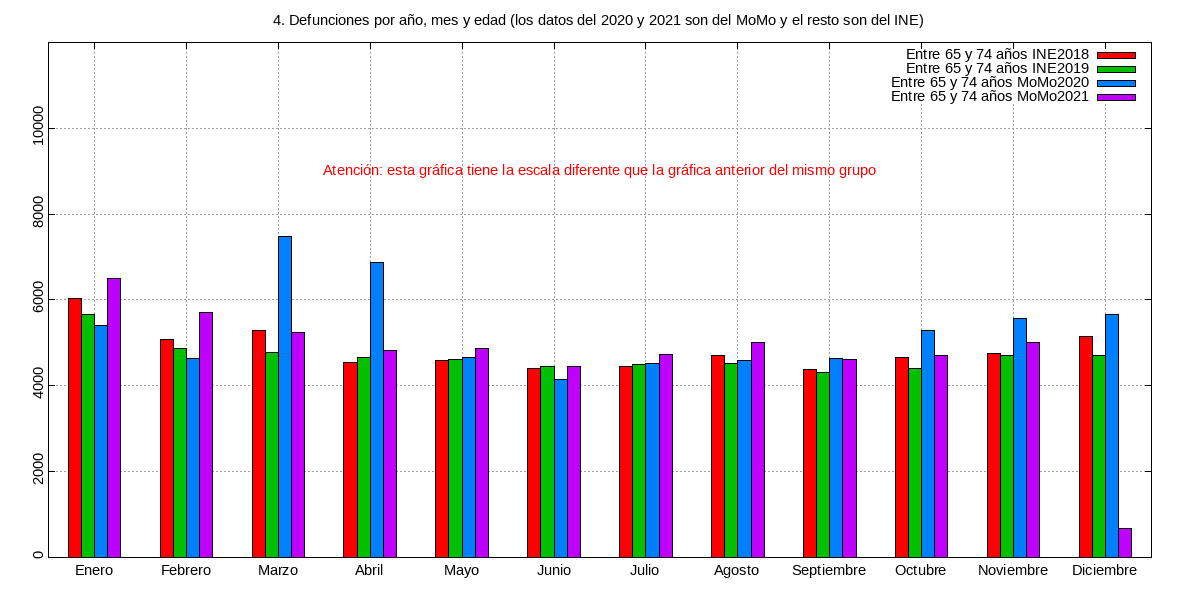 4. Defunciones por año, mes y edad (los datos del 2020 y 2021 son del MoMo y el resto son del INE)
Entre 65 y 74 años INE2018
Entre 65 y 74 años INE2019
Entre 65 y 74 años MoMo2020
Entre 65 y 74 años MoMo2021
Atención: esta gráfica tiene la escala diferente que la gráfica anterior del mismo grupo
10000
8000
6000
4000
2000
0
Enero Febrero Marzo Abril Mayo Junio Julio Agosto Septiembre Octubre Noviembre Diciembre